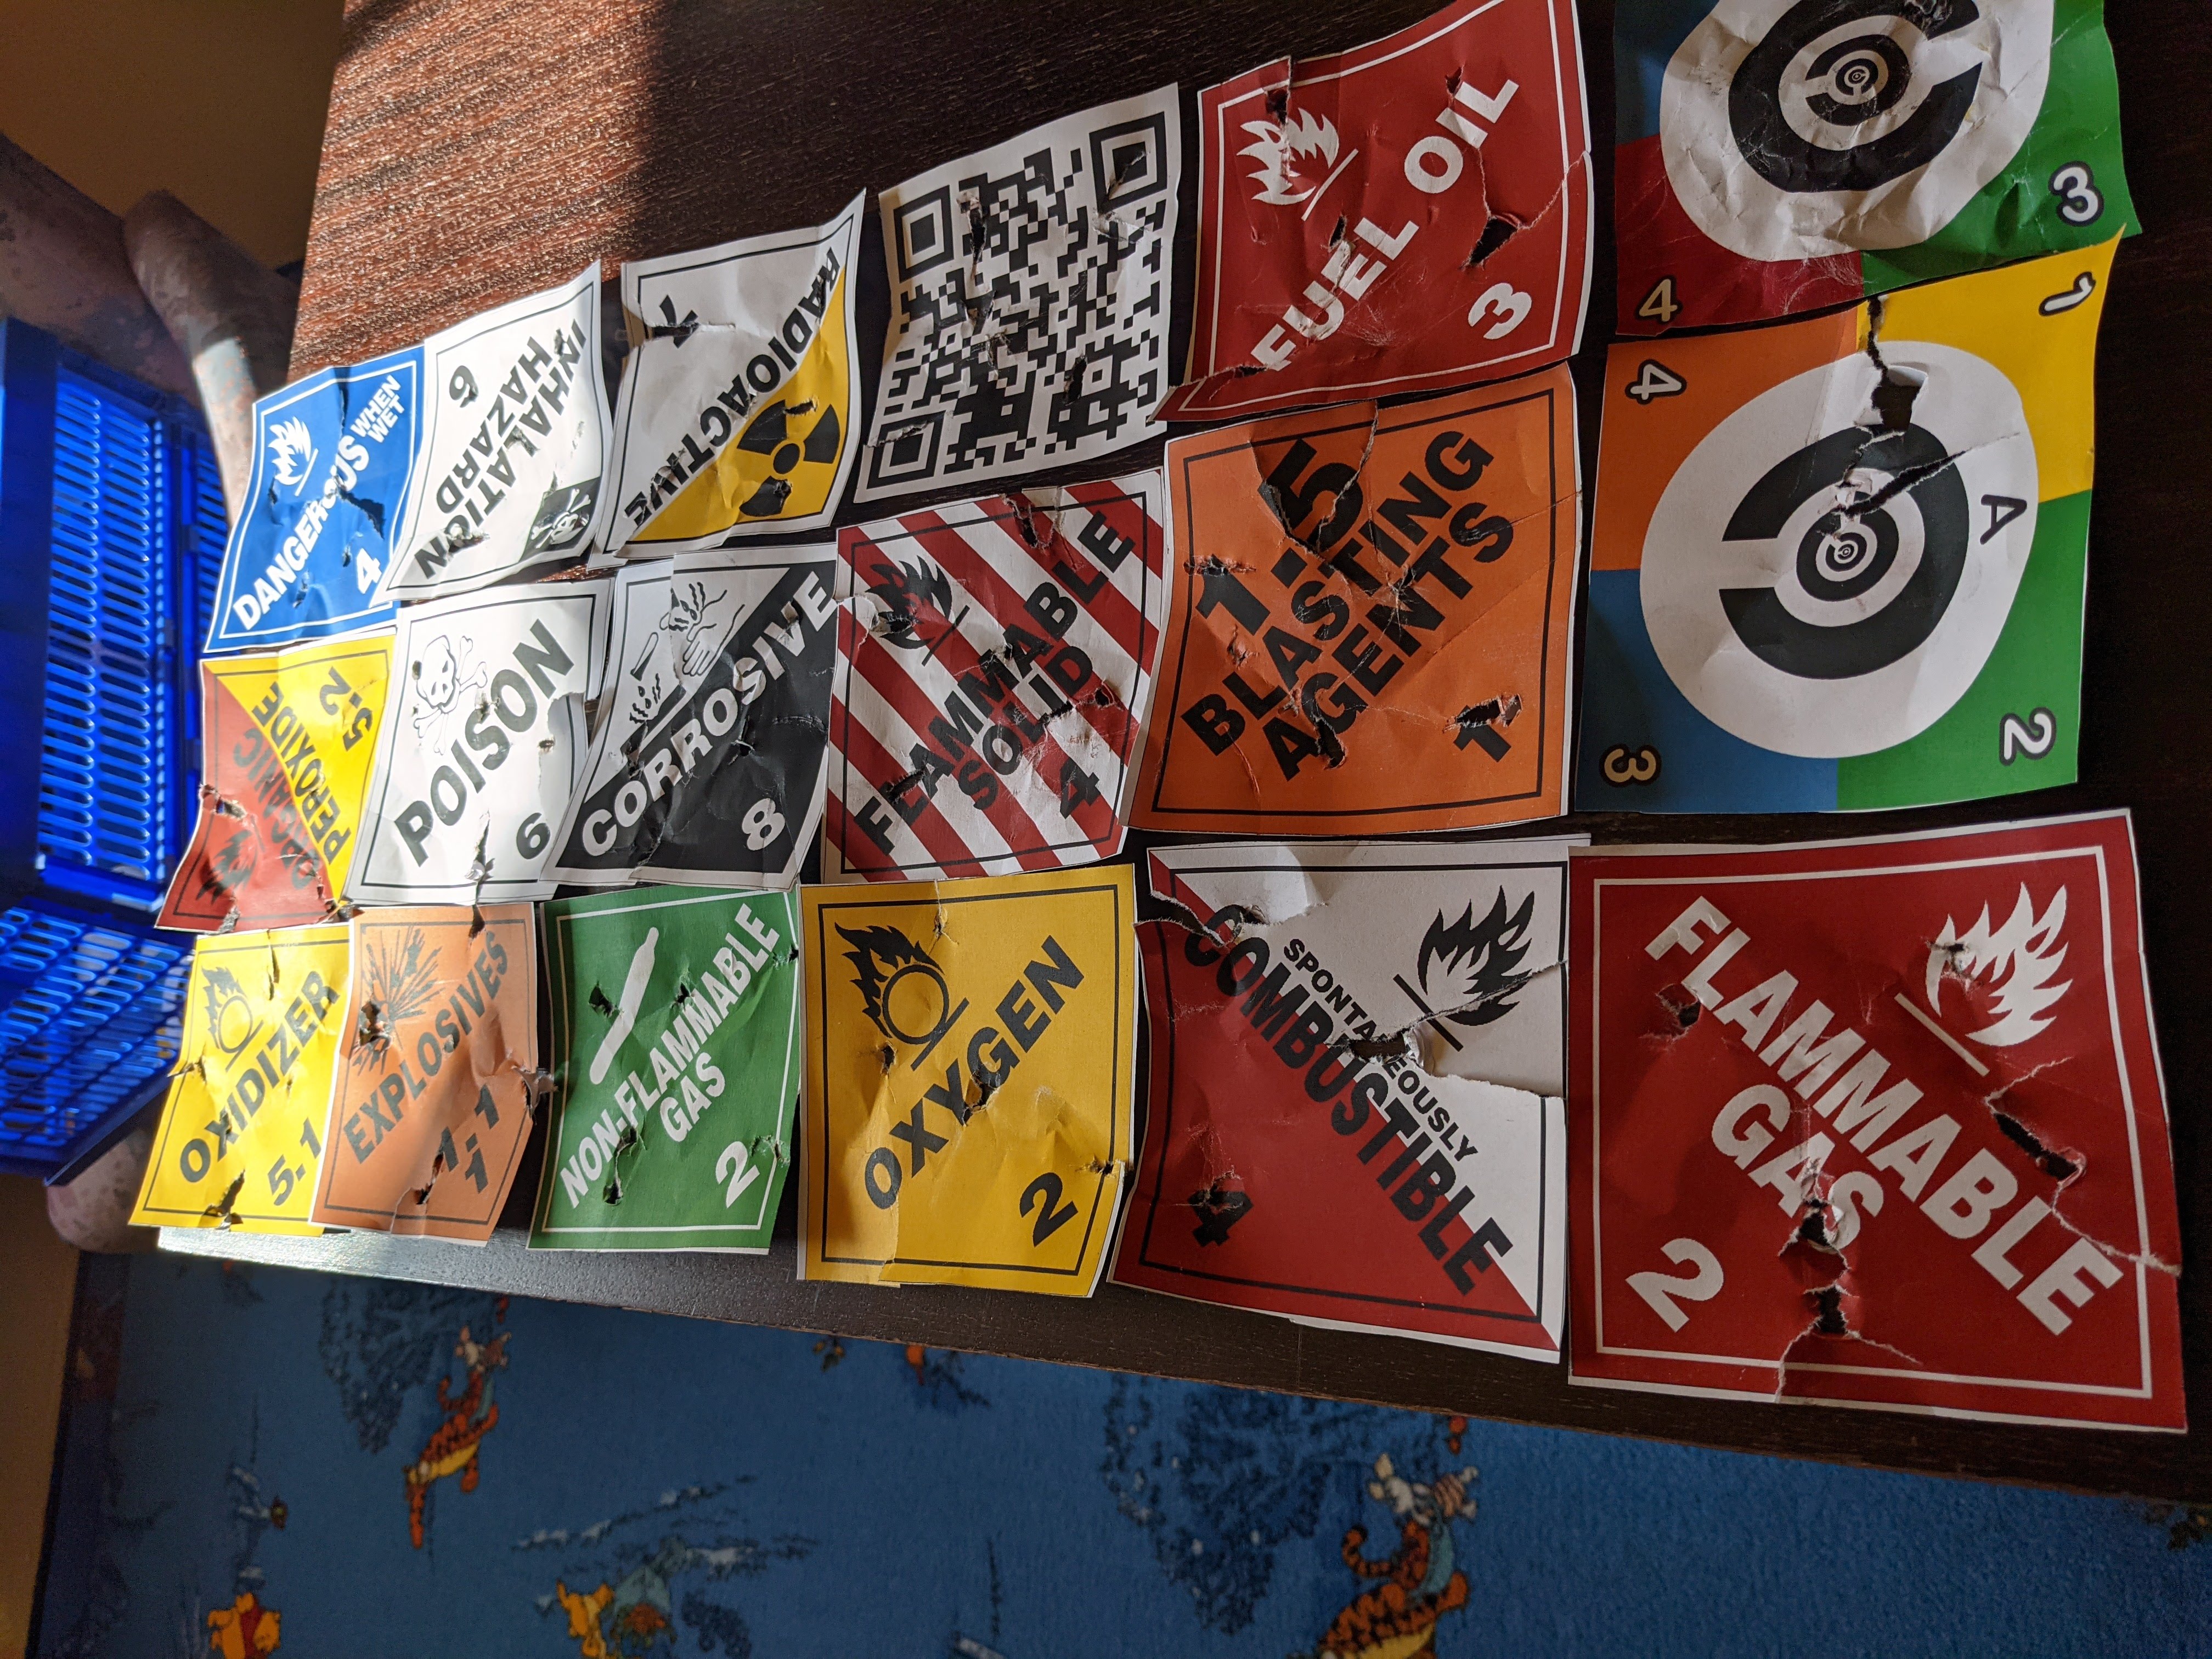 OXIDIZER
5.1
ORGANIC
PEROXIDE
5.2
DANGEROUS
WHEN
WET
4
EXPLOSIVES
1.1
1
POISON
6
INHALATION
HAZARD
6
NON-FLAMMABLE
GAS
2
CORROSIVE
8
RADIOACTIVE
7
OXYGEN
2
FLAMMABLE
SOLID
4
SPONTANEOUSLY
COMBUSTIBLE
4
1.5
BLASTING
AGENTS
1
FUEL OIL
3
FLAMMABLE
GAS
2
3
4
A
2
1
4
3